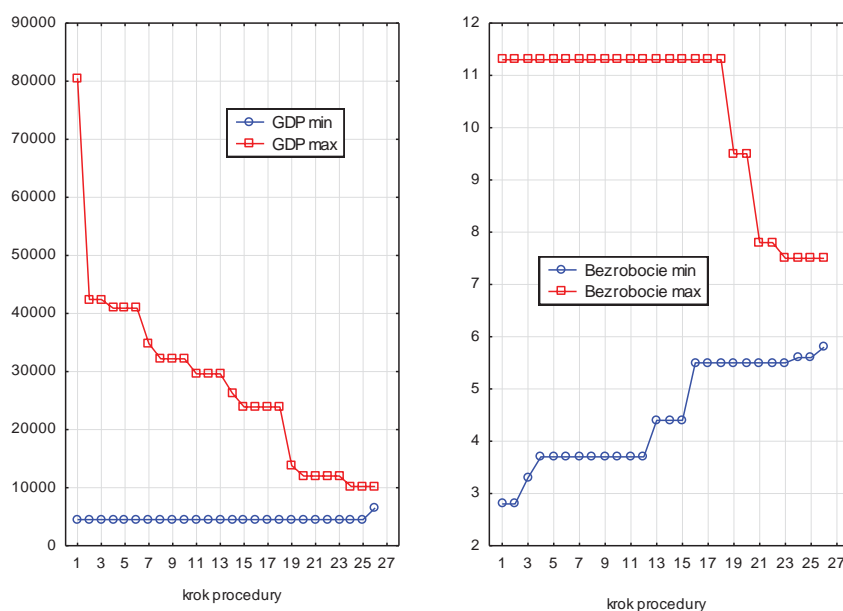 90000
80000
70000
60000
50000
40000
30000
20000
10000
0
GDP min
GDP max
1 3 5 7 9 11 13 15 17 19 21 23 25 27
krok procedury
12
11
10
9
8
7
6
5
4
3
2
Bezrobocie min
Bezrobocie max
1 3 5 7 9 11 13 15 17 19 21 23 25 27
krok procedury